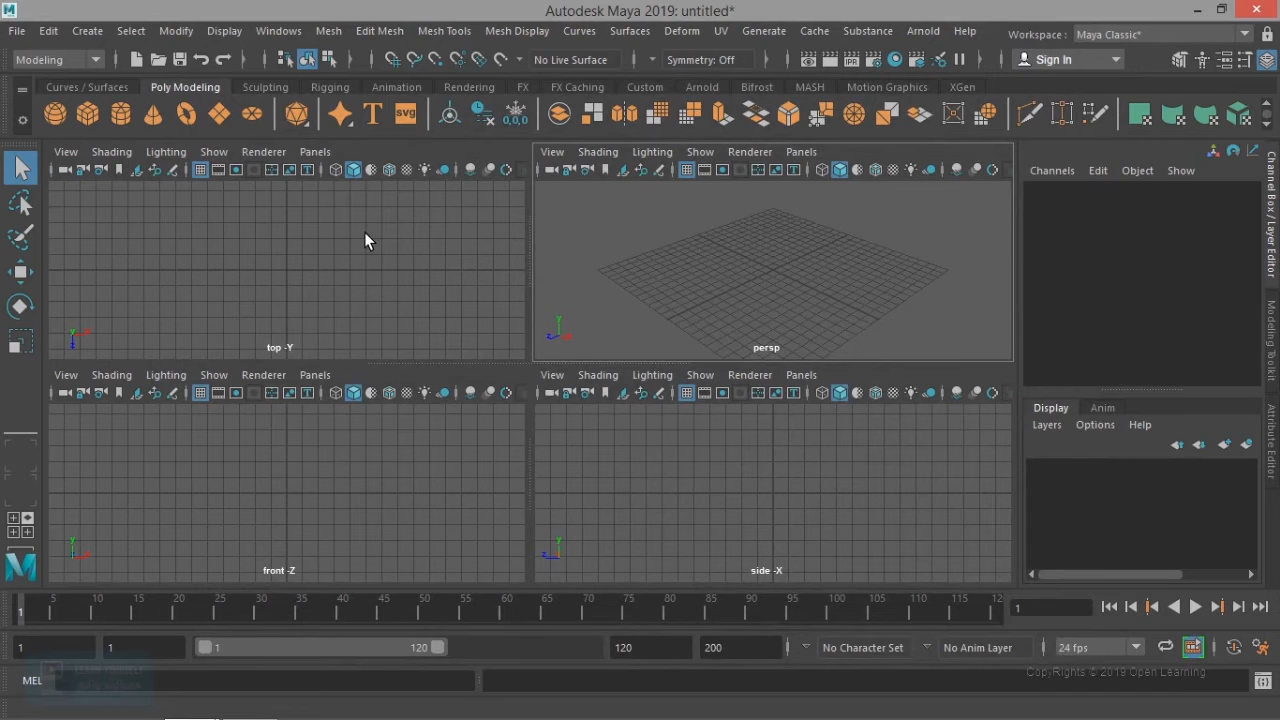 Autodesk Maya 2019: untitled*
File Edit Create Select Modify Display Windows Mesh Edit Mesh Mesh Tools Mesh Display Curves Surfaces Deform UV Generate Cache Substance Arnold Help Workspace : Maya Classic*
Modeling No Live Surface Symmetry: Off IPR Sign In
Curves / Surfaces Poly Modeling Sculpting Rigging Animation Rendering FX FX Caching Custom Arnold Bifrost MASH Motion Graphics XGen
T SVG 0,0,0
View Shading Lighting Show Renderer Panels
View Shading Lighting Show Renderer Panels
Channels Edit Object Show
Channel Box / Layer Editor
Modeling Toolkit
Attribute Editor
y x z
top -Y
y z x
persp
View Shading Lighting Show Renderer Panels
View Shading Lighting Show Renderer Panels
Display Anim
Layers Options Help
y x
front -Z
y z
side -X
1 5 10 15 20 25 30 35 40 45 50 55 60 65 70 75 80 85 90 95 100 105 110 115 120 1
1 1 1 120 120 200 No Character Set No Anim Layer 24 fps
MEL
CopyRights © 2019 Open Learning